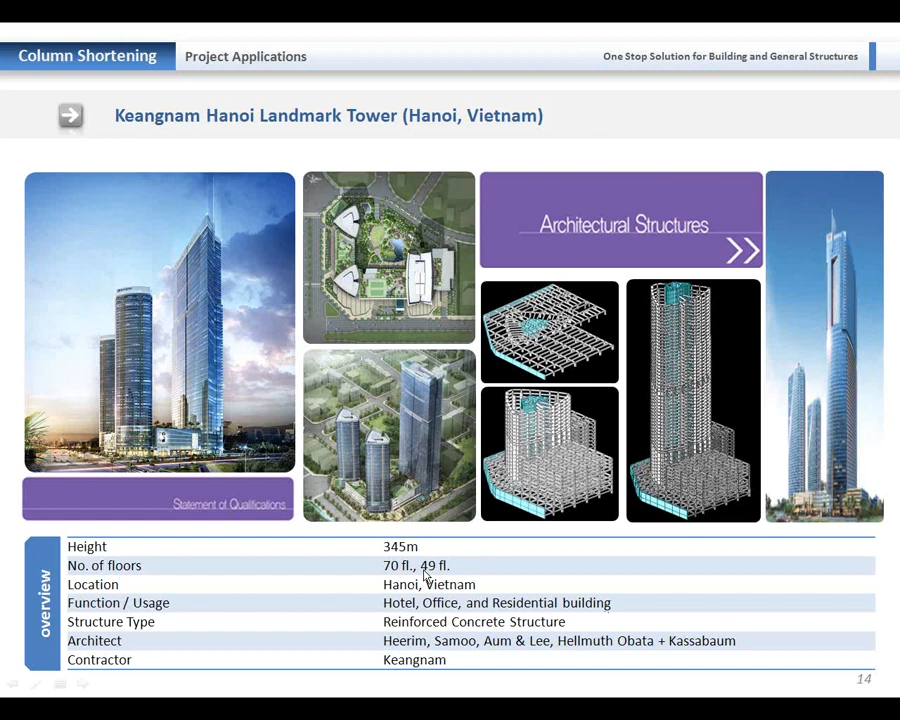 Column Shortening
Project Applications
One Stop Solution for Building and General Structures
Keangnam Hanoi Landmark Tower (Hanoi, Vietnam)
Architectural Structures
Statement of Qualifications
overview
Height 345m
No. of floors 70 fl., 49 fl.
Location Hanoi, Vietnam
Function / Usage Hotel, Office, and Residential building
Structure Type Reinforced Concrete Structure
Architect Heerim, Samoo, Aum & Lee, Hellmuth Obata + Kassabaum
Contractor Keangnam
14